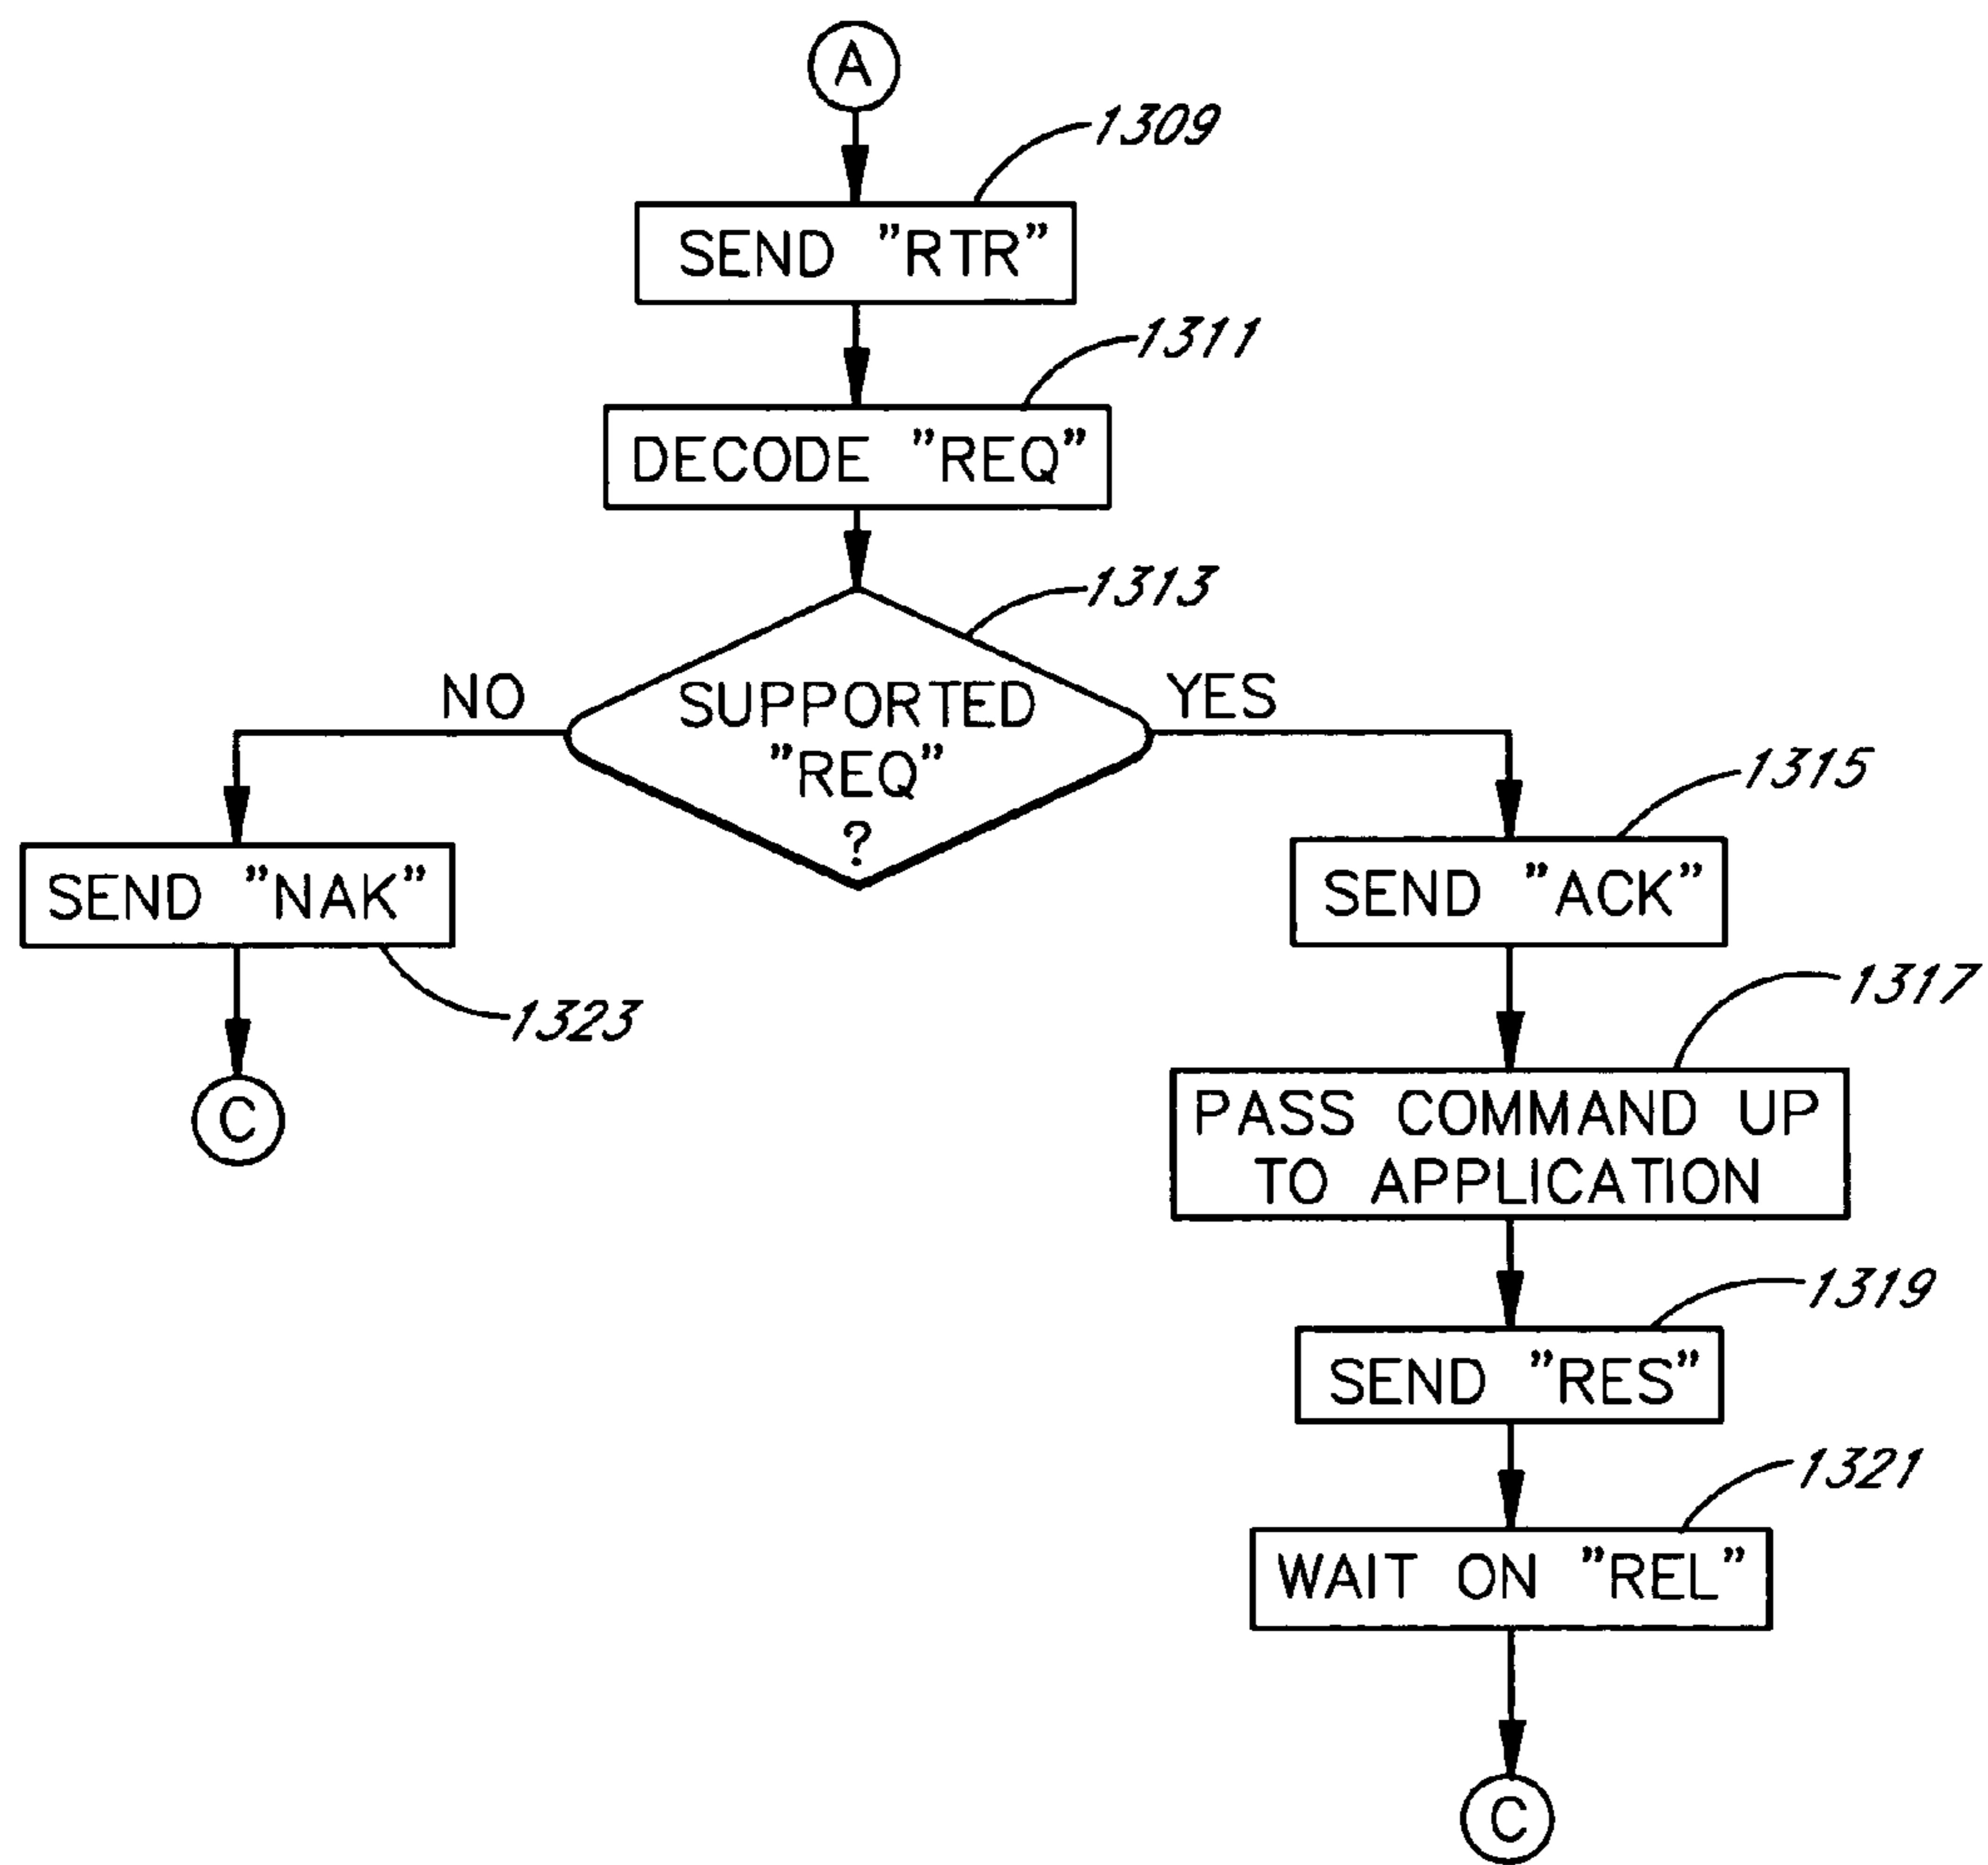 A
1309
SEND "RTR"
1311
DECODE "REQ"
1313
NO
SUPPORTED
"REQ"
?
YES
1315
SEND "NAK"
SEND "ACK"
1323
1317
C
PASS COMMAND UP
TO APPLICATION
1319
SEND "RES"
1321
WAIT ON "REL"
C